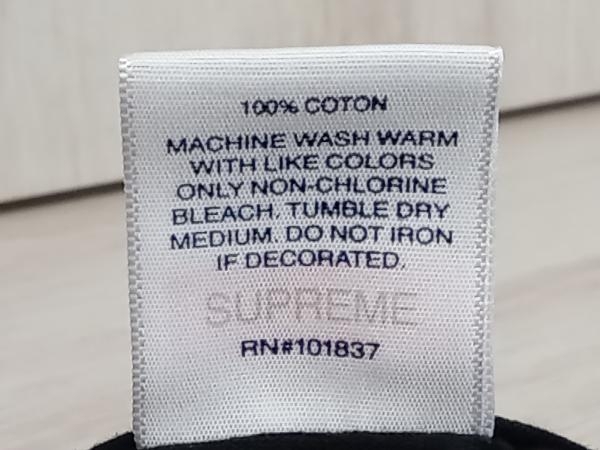 100% COTON
MACHINE WASH WARM
WITH LIKE COLORS
ONLY NON-CHLORINE
BLEACH. TUMBLE DRY
MEDIUM. DO NOT IRON
IF DECORATED.
SUPREME
RN#101837